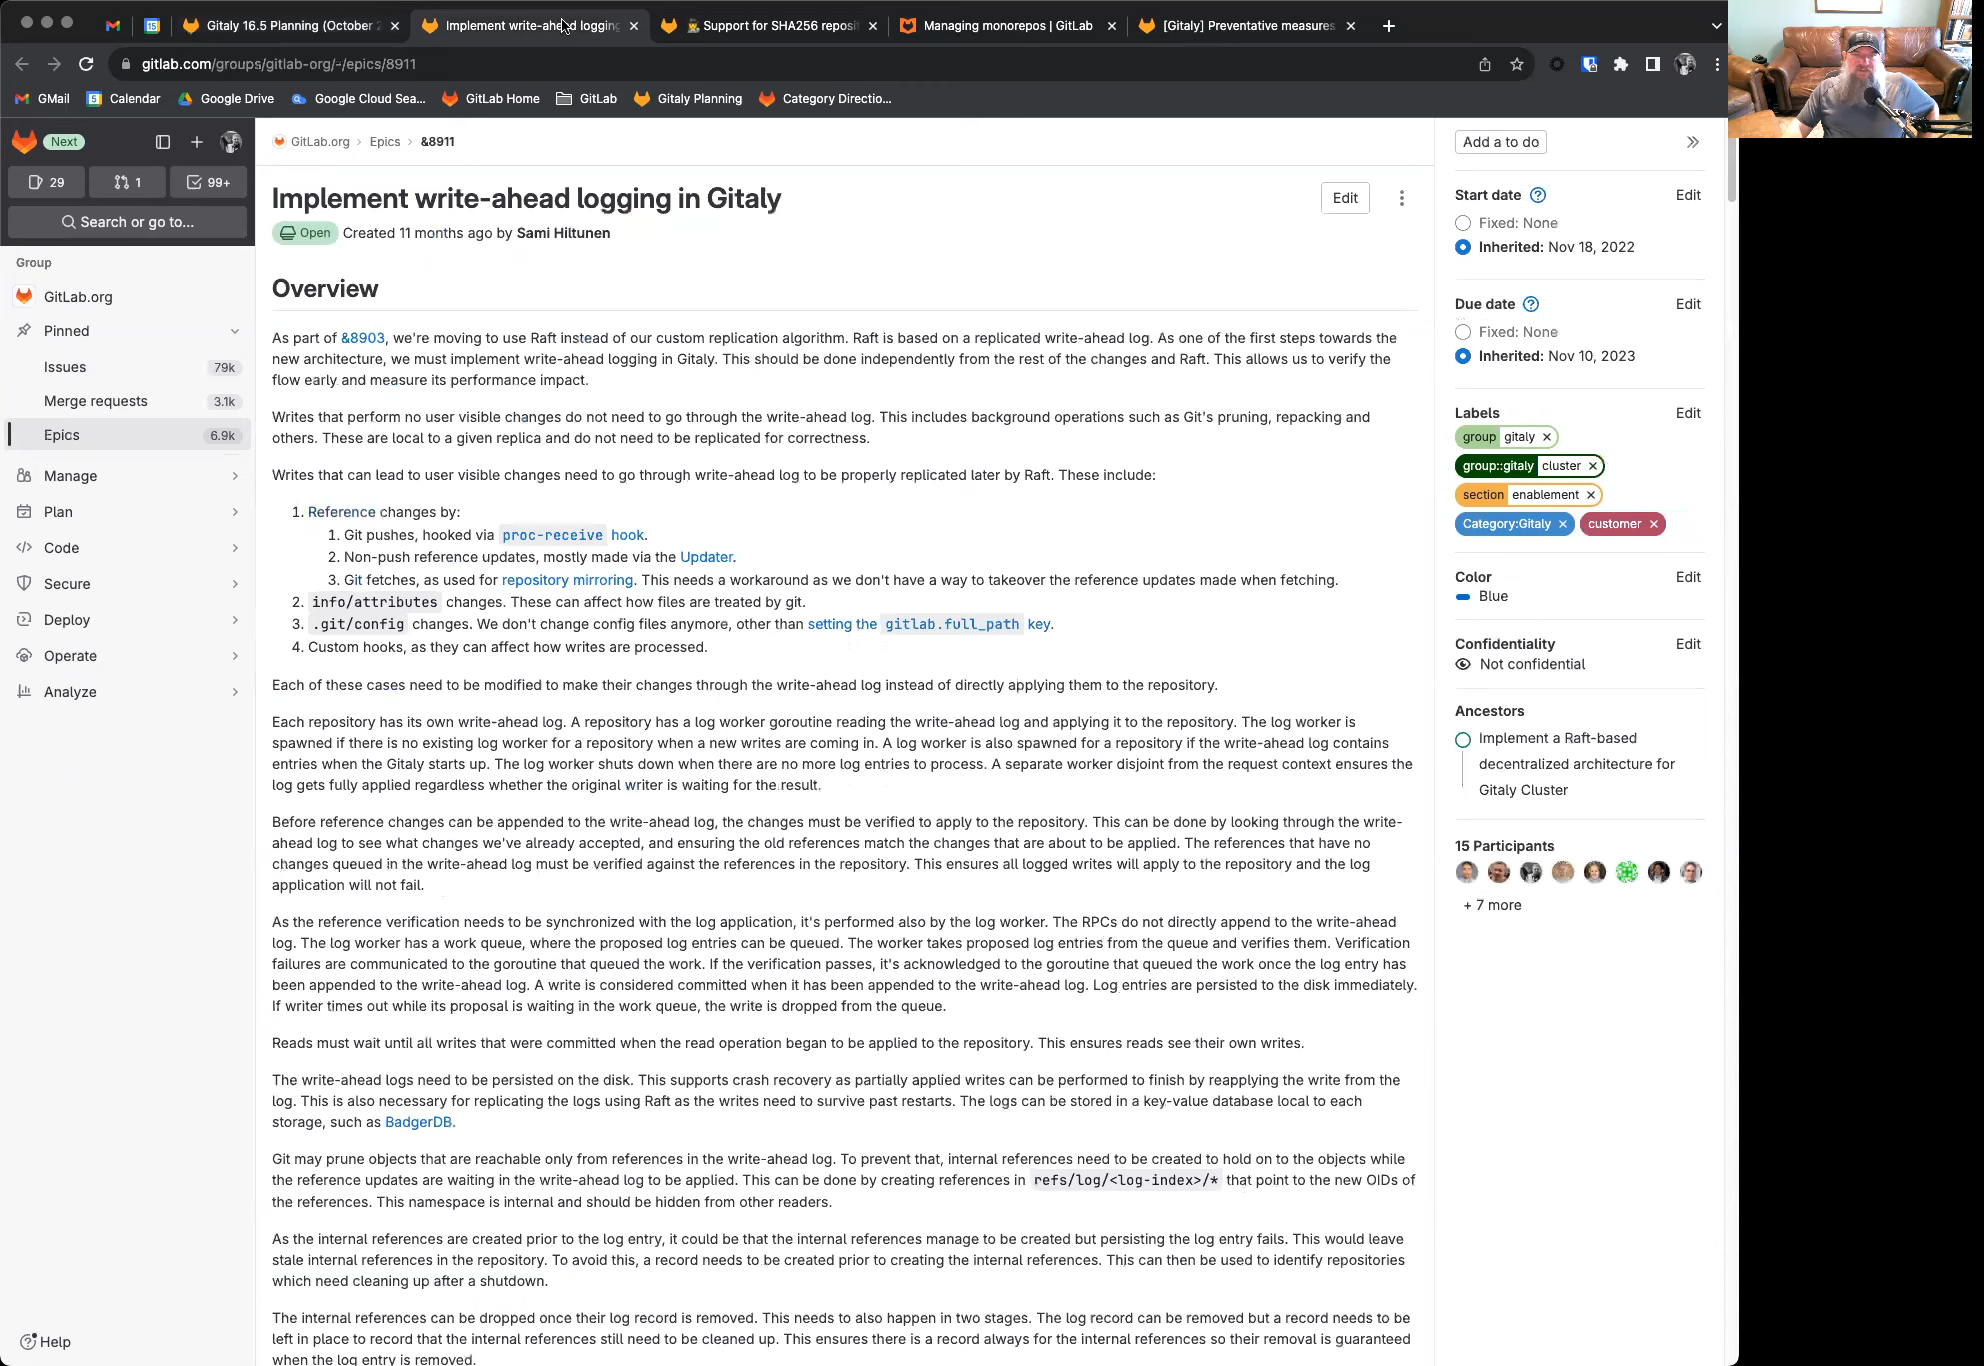 Gitaly 16.5 Planning (October 2
Implement write-ahead logging
Support for SHA256 reposit
Managing monorepos | GitLab
[Gitaly] Preventative measures
gitlab.com/groups/gitlab-org/-/epics/8911
GMail
Calendar
Google Drive
Google Cloud Sea...
GitLab Home
GitLab
Gitaly Planning
Category Directio...
Next
29
1
99+
Search or go to...
Group
GitLab.org
Pinned
Issues 79k
Merge requests 3.1k
Epics 6.9k
Manage
Plan
Code
Secure
Deploy
Operate
Analyze
Help
GitLab.org › Epics › &8911
Implement write-ahead logging in Gitaly
Edit
Open Created 11 months ago by Sami Hiltunen
Overview
As part of &8903, we're moving to use Raft instead of our custom replication algorithm. Raft is based on a replicated write-ahead log. As one of the first steps towards the
new architecture, we must implement write-ahead logging in Gitaly. This should be done independently from the rest of the changes and Raft. This allows us to verify the
flow early and measure its performance impact.
Writes that perform no user visible changes do not need to go through the write-ahead log. This includes background operations such as Git's pruning, repacking and
others. These are local to a given replica and do not need to be replicated for correctness.
Writes that can lead to user visible changes need to go through write-ahead log to be properly replicated later by Raft. These include:
1. Reference changes by:
1. Git pushes, hooked via proc-receive hook.
2. Non-push reference updates, mostly made via the Updater.
3. Git fetches, as used for repository mirroring. This needs a workaround as we don't have a way to takeover the reference updates made when fetching.
2. info/attributes changes. These can affect how files are treated by git.
3. .git/config changes. We don't change config files anymore, other than setting the gitlab.full_path key.
4. Custom hooks, as they can affect how writes are processed.
Each of these cases need to be modified to make their changes through the write-ahead log instead of directly applying them to the repository.
Each repository has its own write-ahead log. A repository has a log worker goroutine reading the write-ahead log and applying it to the repository. The log worker is
spawned if there is no existing log worker for a repository when a new writes are coming in. A log worker is also spawned for a repository if the write-ahead log contains
entries when the Gitaly starts up. The log worker shuts down when there are no more log entries to process. A separate worker disjoint from the request context ensures the
log gets fully applied regardless whether the original writer is waiting for the result.
Before reference changes can be appended to the write-ahead log, the changes must be verified to apply to the repository. This can be done by looking through the write-
ahead log to see what changes we've already accepted, and ensuring the old references match the changes that are about to be applied. The references that have no
changes queued in the write-ahead log must be verified against the references in the repository. This ensures all logged writes will apply to the repository and the log
application will not fail.
As the reference verification needs to be synchronized with the log application, it's performed also by the log worker. The RPCs do not directly append to the write-ahead
log. The log worker has a work queue, where the proposed log entries can be queued. The worker takes proposed log entries from the queue and verifies them. Verification
failures are communicated to the goroutine that queued the work. If the verification passes, it's acknowledged to the goroutine that queued the work once the log entry has
been appended to the write-ahead log. A write is considered committed when it has been appended to the write-ahead log. Log entries are persisted to the disk immediately.
If writer times out while its proposal is waiting in the work queue, the write is dropped from the queue.
Reads must wait until all writes that were committed when the read operation began to be applied to the repository. This ensures reads see their own writes.
The write-ahead logs need to be persisted on the disk. This supports crash recovery as partially applied writes can be performed to finish by reapplying the write from the
log. This is also necessary for replicating the logs using Raft as the writes need to survive past restarts. The logs can be stored in a key-value database local to each
storage, such as BadgerDB.
Git may prune objects that are reachable only from references in the write-ahead log. To prevent that, internal references need to be created to hold on to the objects while
the reference updates are waiting in the write-ahead log to be applied. This can be done by creating references in refs/log/<log-index>/* that point to the new OIDs of
the references. This namespace is internal and should be hidden from other readers.
As the internal references are created prior to the log entry, it could be that the internal references manage to be created but persisting the log entry fails. This would leave
stale internal references in the repository. To avoid this, a record needs to be created prior to creating the internal references. This can then be used to identify repositories
which need cleaning up after a shutdown.
The internal references can be dropped once their log record is removed. This needs to also happen in two stages. The log record can be removed but a record needs to be
left in place to record that the internal references still need to be cleaned up. This ensures there is a record always for the internal references so their removal is guaranteed
when the log entry is removed.
Add a to do
Start date Edit
Fixed: None
Inherited: Nov 18, 2022
Due date Edit
Fixed: None
Inherited: Nov 10, 2023
Labels Edit
group gitaly
group::gitaly cluster
section enablement
Category:Gitaly customer
Color Edit
Blue
Confidentiality Edit
Not confidential
Ancestors
Implement a Raft-based
decentralized architecture for
Gitaly Cluster
15 Participants
+ 7 more